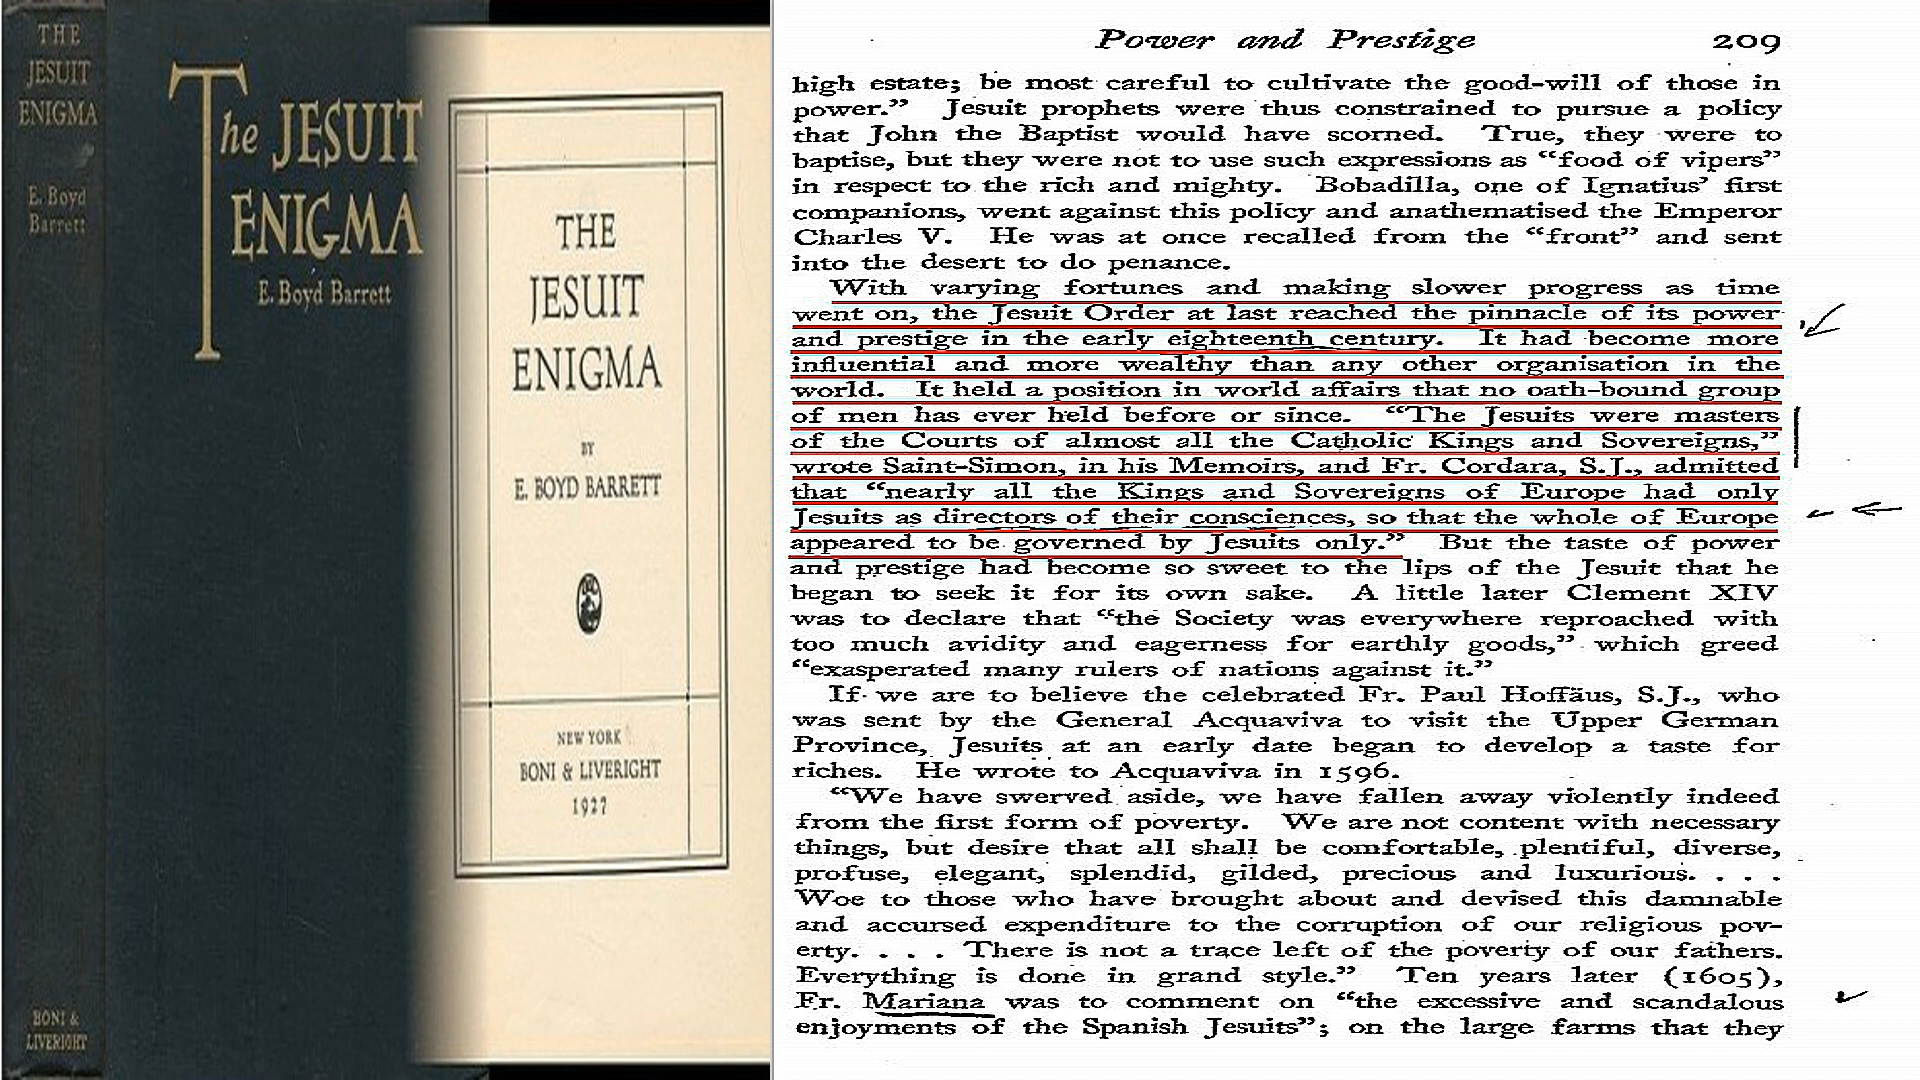 THE
JESUIT
ENIGMA
E. Boyd
Barrett
BONI &
LIVERIGHT
The JESUIT
ENIGMA
E. Boyd Barrett
THE
JESUIT
ENIGMA
BY
E. BOYD BARRETT
NEW YORK
BONI & LIVERIGHT
1927
Power and Prestige 209
high estate; be most careful to cultivate the good-will of those in
power.” Jesuit prophets were thus constrained to pursue a policy
that John the Baptist would have scorned. True, they were to
baptise, but they were not to use such expressions as “food of vipers”
in respect to the rich and mighty. Bobadilla, one of Ignatius’ first
companions, went against this policy and anathematised the Emperor
Charles V. He was at once recalled from the “front” and sent
into the desert to do penance.
With varying fortunes and making slower progress as time
went on, the Jesuit Order at last reached the pinnacle of its power
and prestige in the early eighteenth century. It had become more
influential and more wealthy than any other organisation in the
world. It held a position in world affairs that no oath-bound group
of men has ever held before or since. “The Jesuits were masters
of the Courts of almost all the Catholic Kings and Sovereigns,”
wrote Saint-Simon, in his Memoirs, and Fr. Cordara, S.J., admitted
that “nearly all the Kings and Sovereigns of Europe had only
Jesuits as directors of their consciences, so that the whole of Europe
appeared to be governed by Jesuits only.” But the taste of power
and prestige had become so sweet to the lips of the Jesuit that he
began to seek it for its own sake. A little later Clement XIV
was to declare that “the Society was everywhere reproached with
too much avidity and eagerness for earthly goods,” which greed
“exasperated many rulers of nations against it.”
If we are to believe the celebrated Fr. Paul Hoffäus, S.J., who
was sent by the General Acquaviva to visit the Upper German
Province, Jesuits at an early date began to develop a taste for
riches. He wrote to Acquaviva in 1596.
“We have swerved aside, we have fallen away violently indeed
from the first form of poverty. We are not content with necessary
things, but desire that all shall be comfortable, plentiful, diverse,
profuse, elegant, splendid, gilded, precious and luxurious. . . .
Woe to those who have brought about and devised this damnable
and accursed expenditure to the corruption of our religious pov-
erty. . . . There is not a trace left of the poverty of our fathers.
Everything is done in grand style.” Ten years later (1605),
Fr. Mariana was to comment on “the excessive and scandalous
enjoyments of the Spanish Jesuits”; on the large farms that they